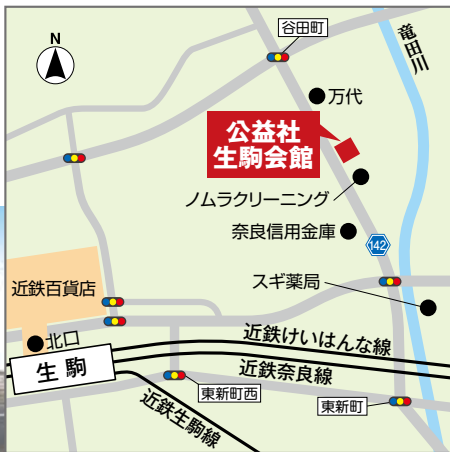 N
谷田町
竜田川
万代
公益社
生駒会館
ノムラクリーニング
奈良信用金庫
142
スギ薬局
近鉄百貨店
北口
生駒
近鉄けいはんな線
近鉄奈良線
東新町西
東新町
近鉄生駒線